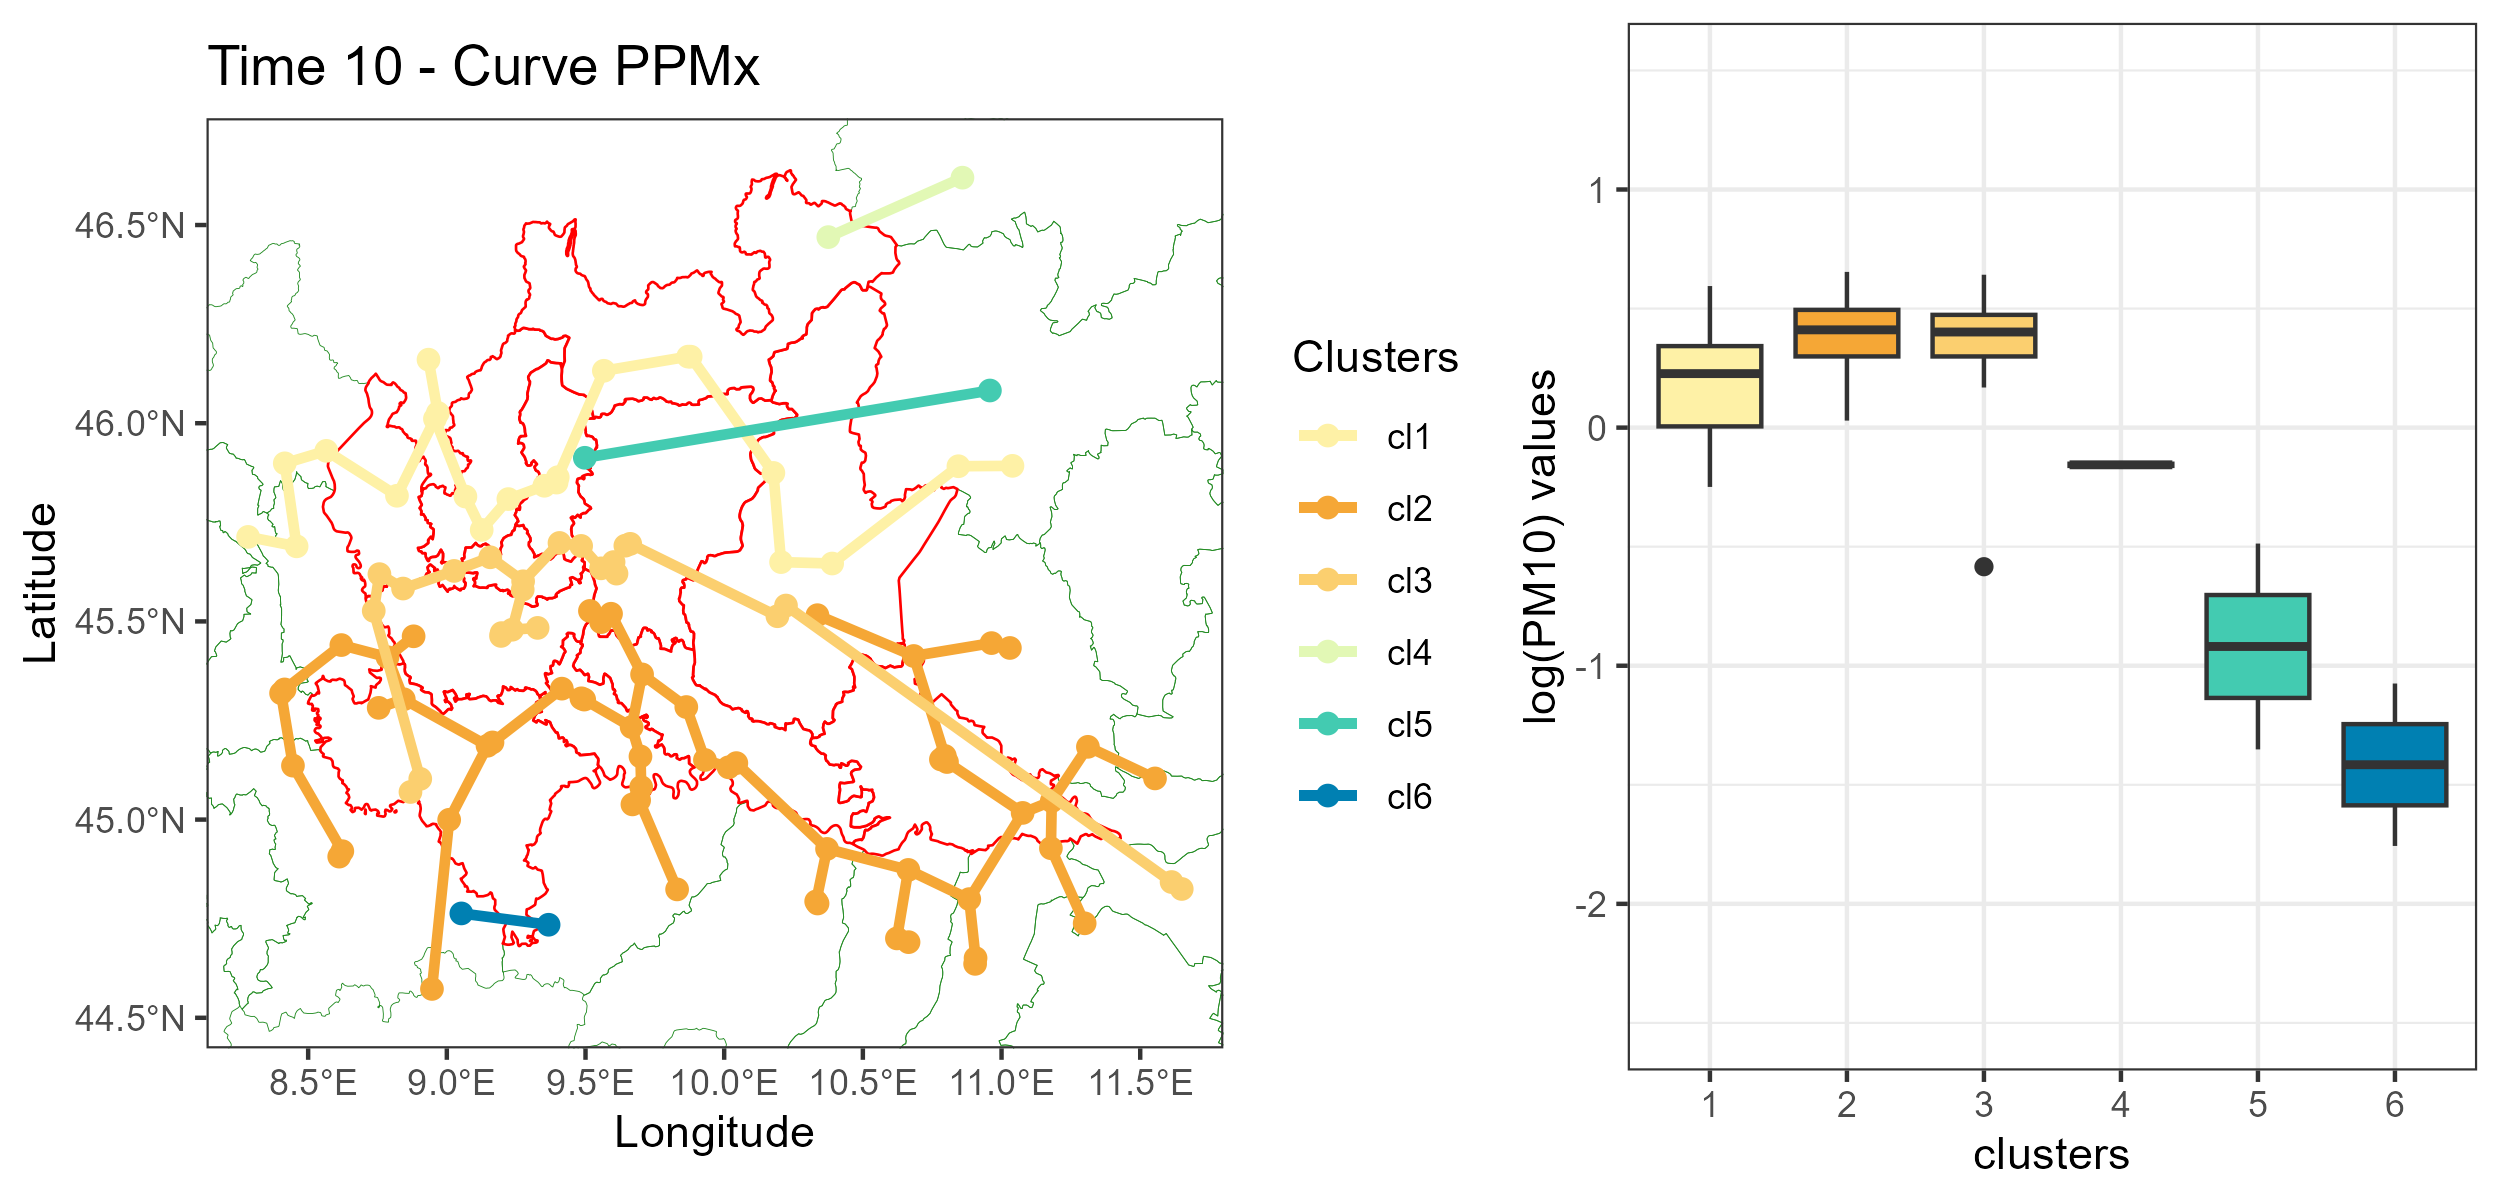 Time 10 - Curve PPMx
Latitude
46.5°N
46.0°N
45.5°N
45.0°N
44.5°N
8.5°E
9.0°E
9.5°E
10.0°E
10.5°E
11.0°E
11.5°E
Longitude
Clusters
cl1
cl2
cl3
cl4
cl5
cl6
log(PM10) values
1
0
-1
-2
1
2
3
4
5
6
clusters